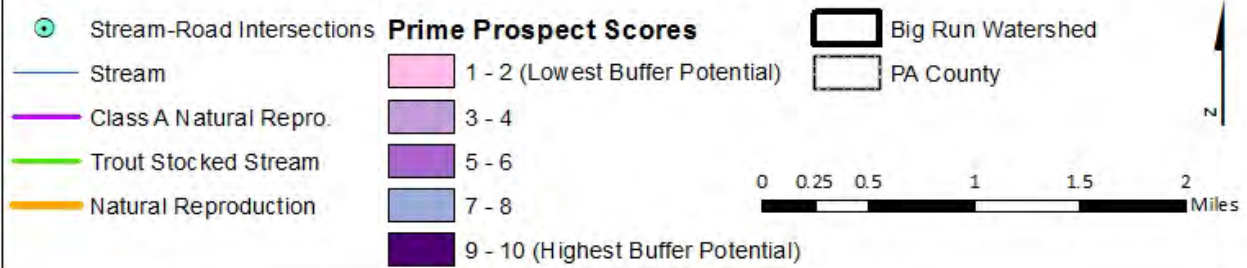 Stream-Road Intersections
Stream
Class A Natural Repro.
Trout Stocked Stream
Natural Reproduction
Prime Prospect Scores
1 - 2 (Lowest Buffer Potential)
3 - 4
5 - 6
7 - 8
9 - 10 (Highest Buffer Potential)
Big Run Watershed
PA County
N
0 0.25 0.5 1 1.5 2
Miles